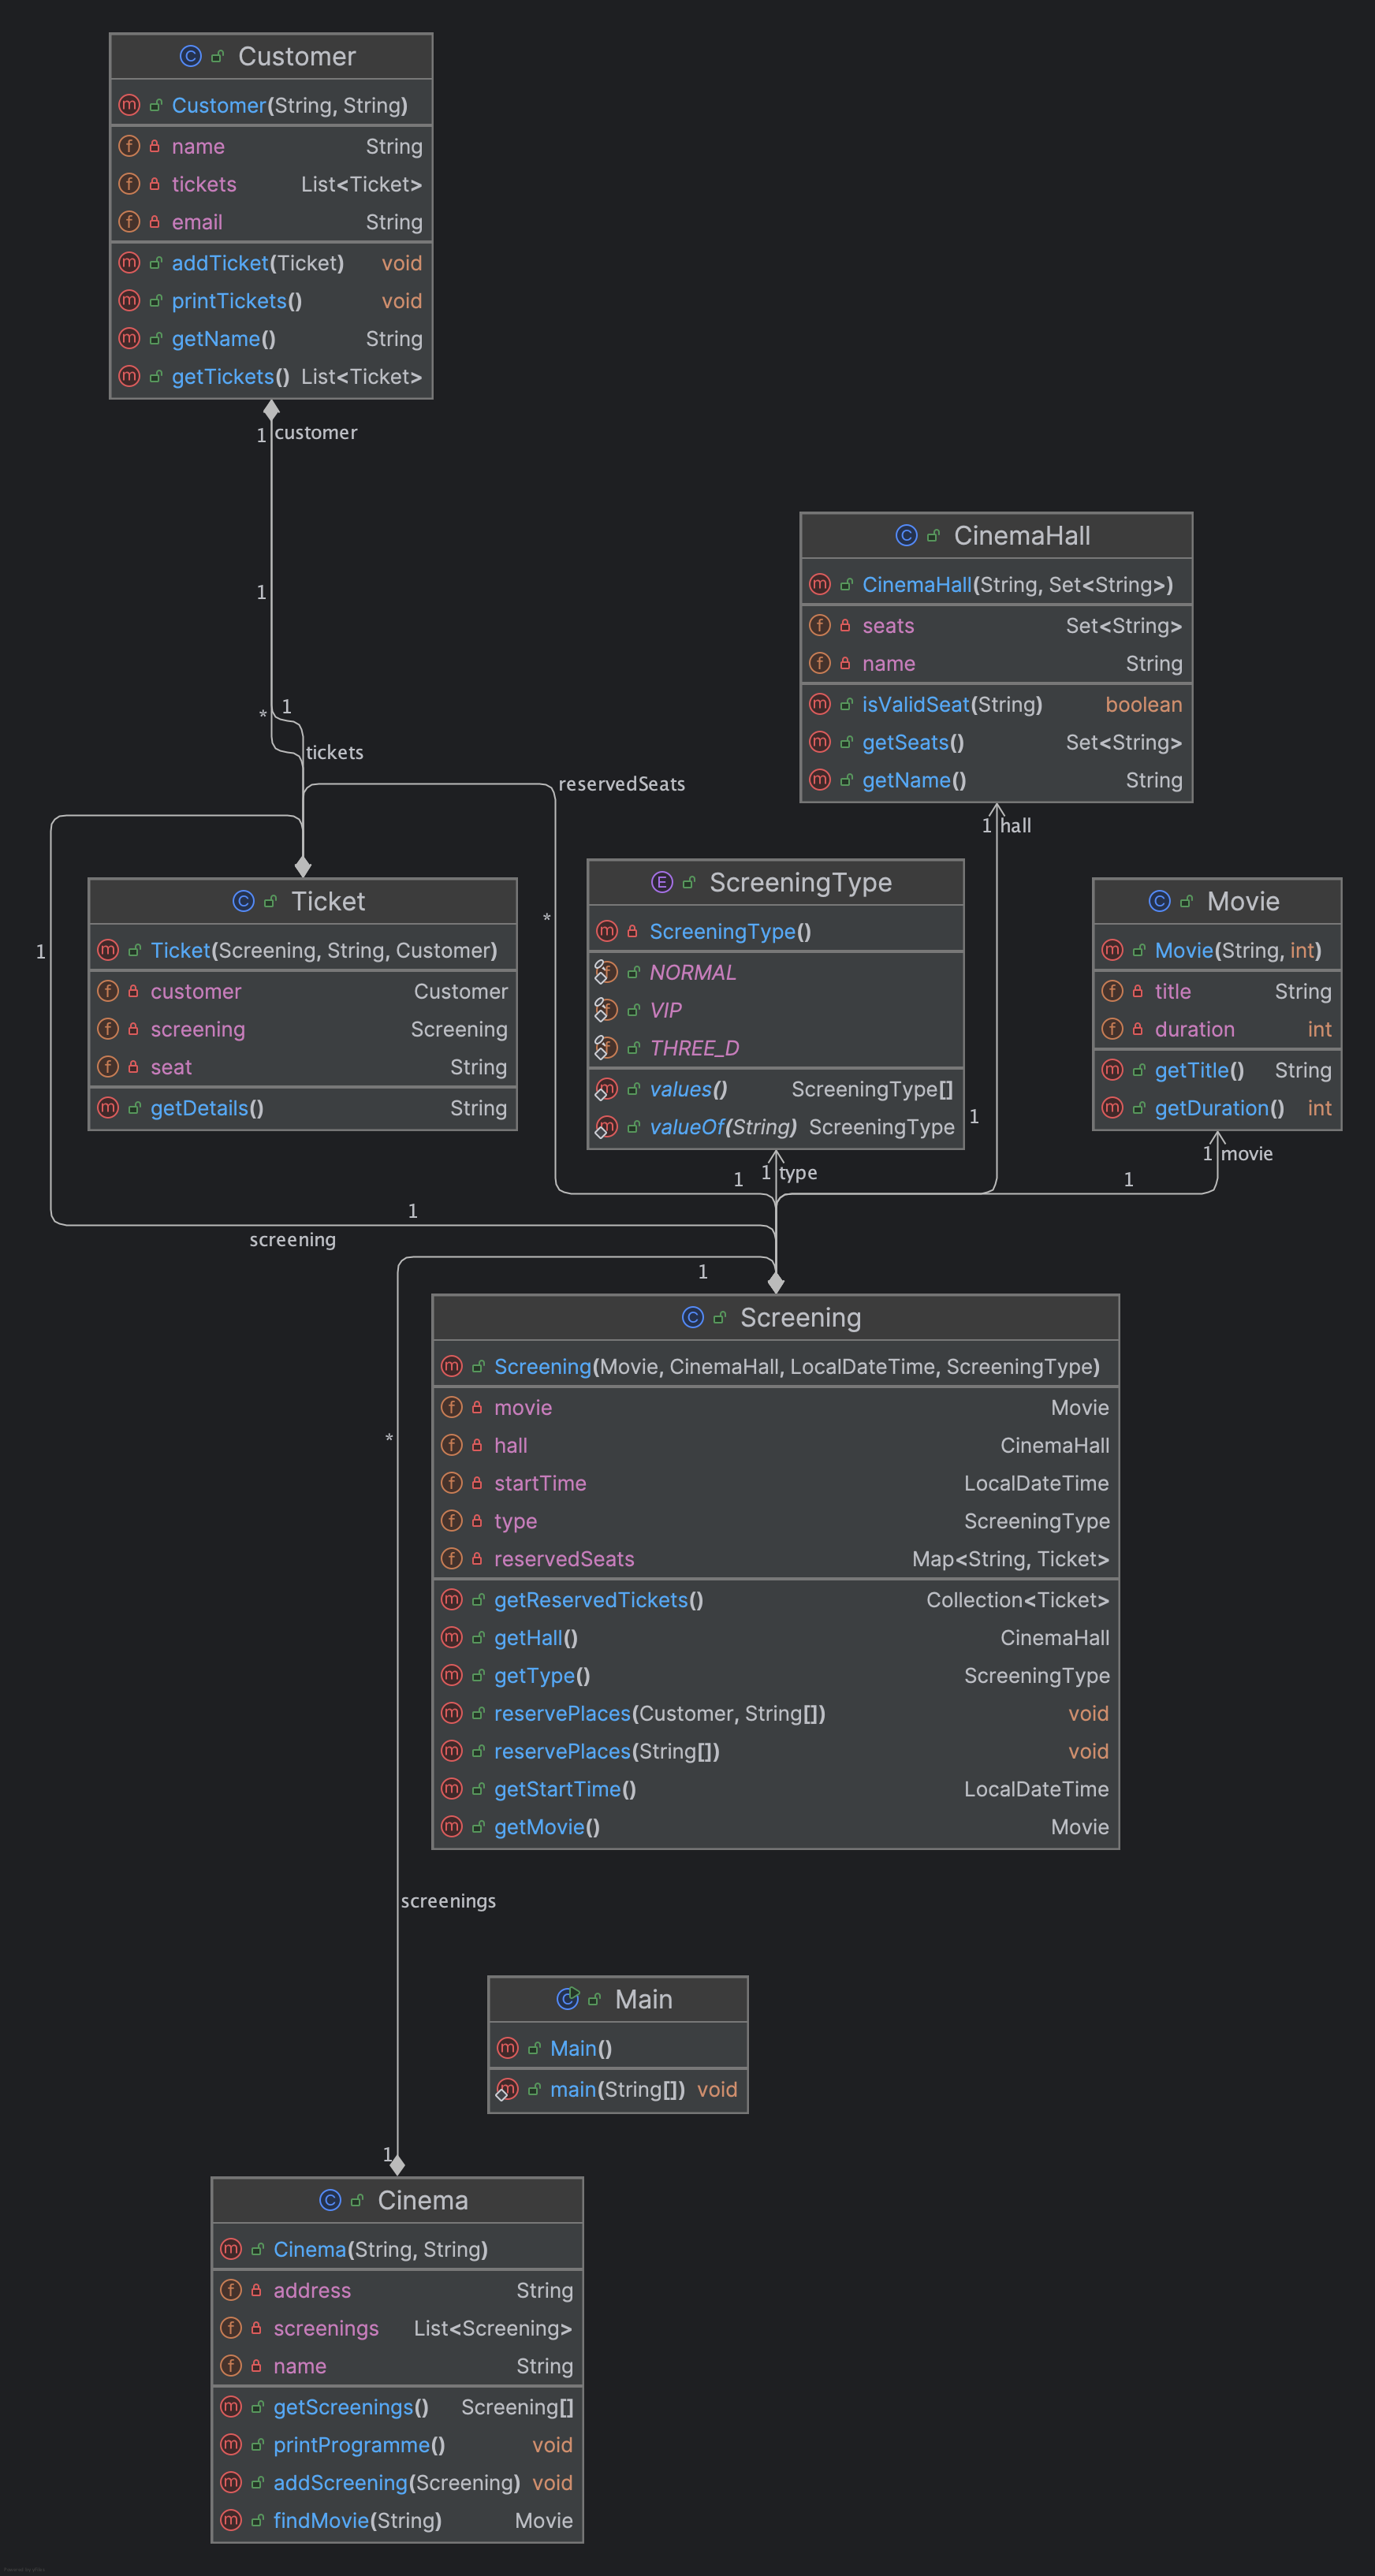 Customer
Customer(String, String)
name String
tickets List<Ticket>
email String
addTicket(Ticket) void
printTickets() void
getName() String
getTickets() List<Ticket>
1 customer
1
* 1
tickets
reservedSeats
CinemaHall
CinemaHall(String, Set<String>)
seats Set<String>
name String
isValidSeat(String) boolean
getSeats() Set<String>
getName() String
1 hall
Ticket
Ticket(Screening, String, Customer)
customer Customer
screening Screening
seat String
getDetails() String
1
*
ScreeningType
ScreeningType()
NORMAL
VIP
THREE_D
values() ScreeningType[]
valueOf(String) ScreeningType
1
1 type
Movie
Movie(String, int)
title String
duration int
getTitle() String
getDuration() int
1 movie
1
1
1
screening
1
Screening
Screening(Movie, CinemaHall, LocalDateTime, ScreeningType)
movie Movie
hall CinemaHall
startTime LocalDateTime
type ScreeningType
reservedSeats Map<String, Ticket>
getReservedTickets() Collection<Ticket>
getHall() CinemaHall
getType() ScreeningType
reservePlaces(Customer, String[]) void
reservePlaces(String[]) void
getStartTime() LocalDateTime
getMovie() Movie
*
screenings
Main
Main()
main(String[]) void
1
Cinema
Cinema(String, String)
address String
screenings List<Screening>
name String
getScreenings() Screening[]
printProgramme() void
addScreening(Screening) void
findMovie(String) Movie